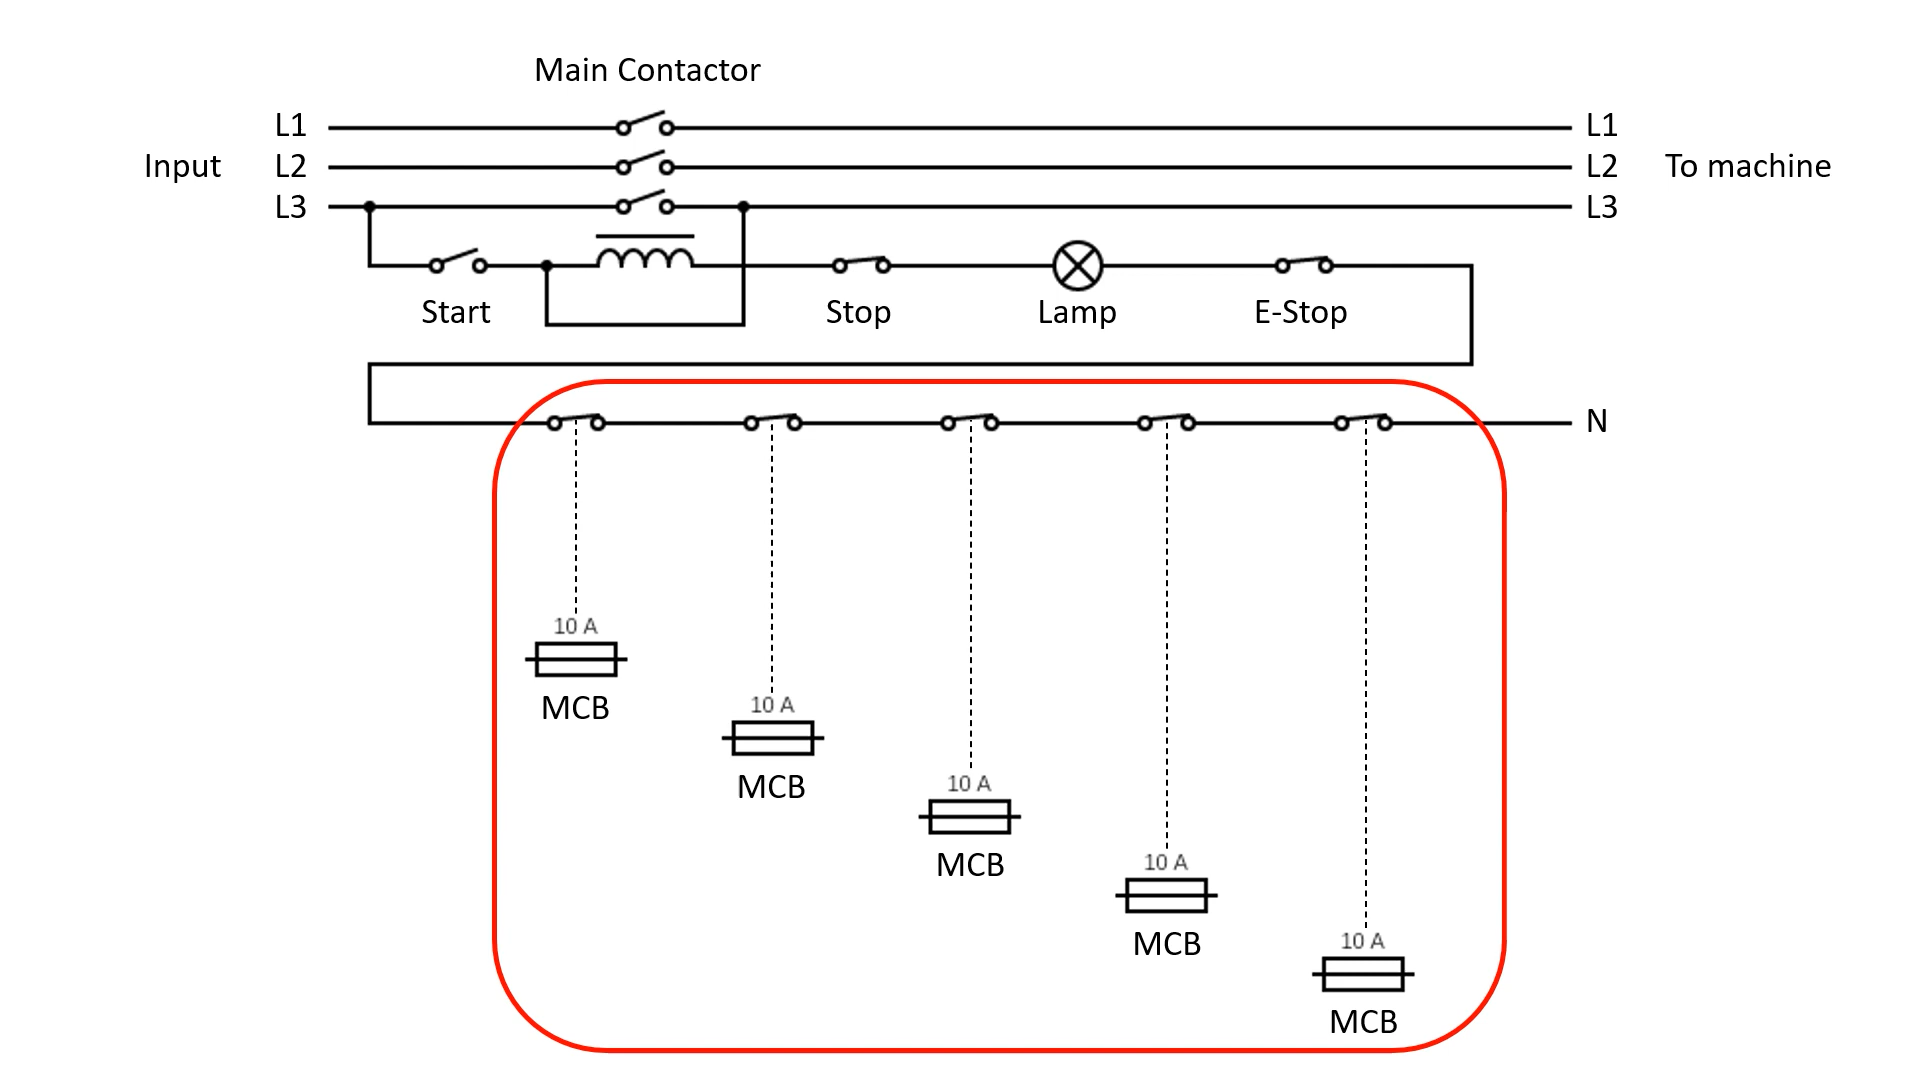 Main Contactor
L1
L1
Input
L2
L2
To machine
L3
L3
Start
Stop
Lamp
E-Stop
N
10 A
MCB
10 A
MCB
10 A
MCB
10 A
MCB
10 A
MCB